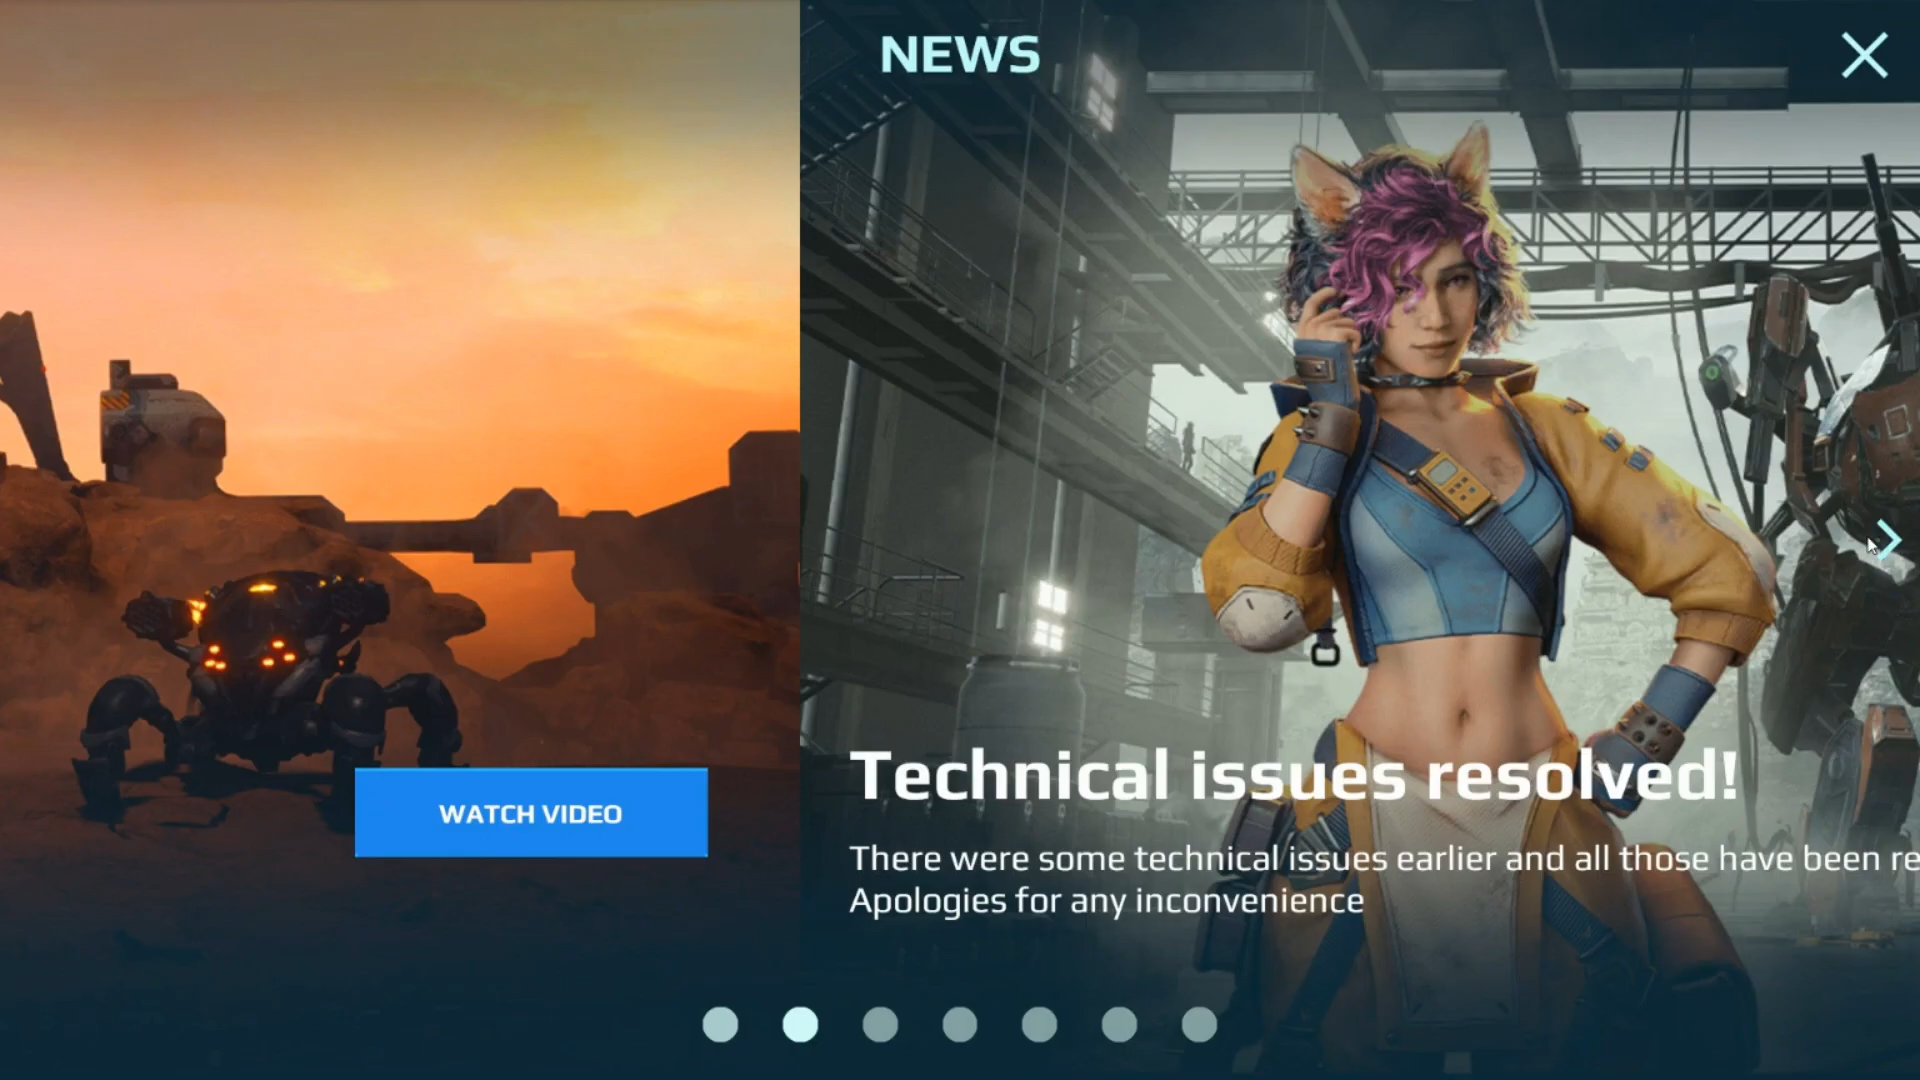 NEWS
WATCH VIDEO
Technical issues resolved!
There were some technical issues earlier and all those have been re
Apologies for any inconvenience